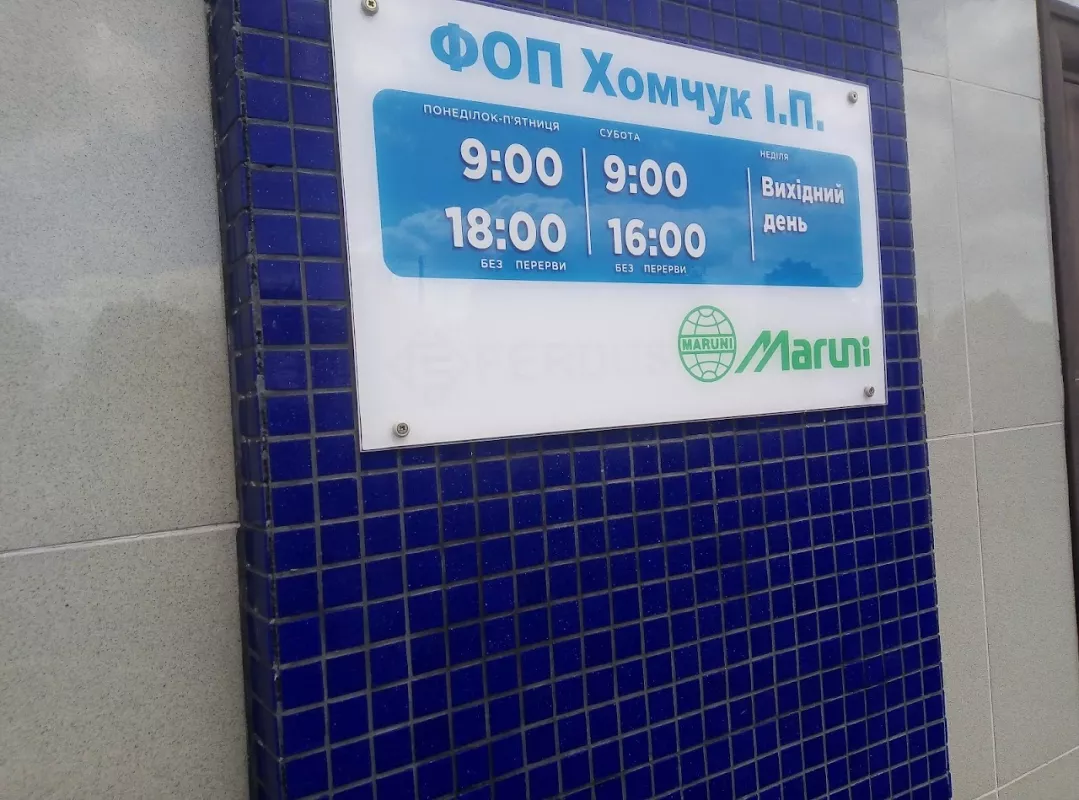 ФОП Хомчук І.П.
ПОНЕДІЛОК-П'ЯТНИЦЯ
9:00
18:00
БЕЗ ПЕРЕРВИ
СУБОТА
9:00
16:00
БЕЗ ПЕРЕРВИ
НЕДІЛЯ
Вихідний
день
MARUNI
Maruni